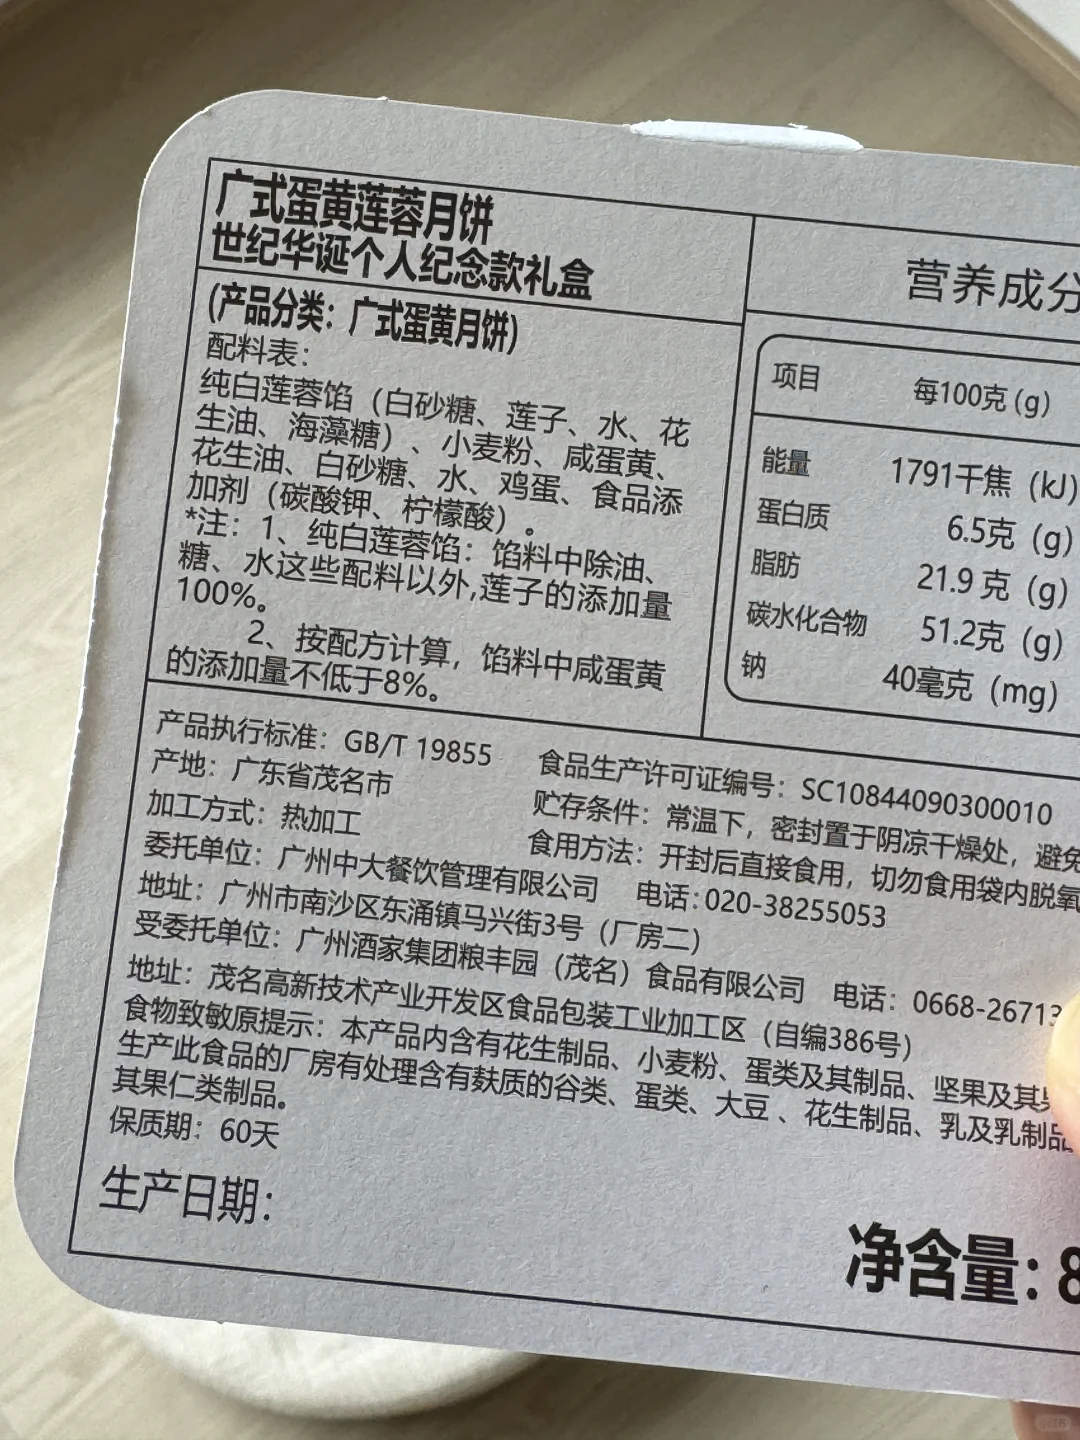 广式蛋黄莲蓉月饼
世纪华诞个人纪念款礼盒
(产品分类：广式蛋黄月饼)
配料表：
纯白莲蓉馅（白砂糖、莲子、水、花
生油、海藻糖）、小麦粉、咸蛋黄、
花生油、白砂糖、水、鸡蛋、食品添
加剂（碳酸钾、柠檬酸）。
*注：1、纯白莲蓉馅：馅料中除油、
糖、水这些配料以外,莲子的添加量
100%。
2、按配方计算，馅料中咸蛋黄
的添加量不低于8%。
营养成分
项目 每100克 (g)
能量 1791千焦 (kJ)
蛋白质 6.5克 (g)
脂肪 21.9 克 (g)
碳水化合物 51.2克 (g)
钠 40毫克 (mg)
产品执行标准：GB/T 19855 食品生产许可证编号：SC10844090300010
产地：广东省茂名市 贮存条件：常温下，密封置于阴凉干燥处，避免
加工方式：热加工 食用方法：开封后直接食用，切勿食用袋内脱氧
委托单位：广州中大餐饮管理有限公司 电话：020-38255053
地址：广州市南沙区东涌镇马兴街3号（厂房二）
受委托单位：广州酒家集团粮丰园（茂名）食品有限公司 电话：0668-26713
地址：茂名高新技术产业开发区食品包装工业加工区（自编386号）
食物致敏原提示：本产品内含有花生制品、小麦粉、蛋类及其制品、坚果及其
生产此食品的厂房有处理含有麸质的谷类、蛋类、大豆 、花生制品、乳及乳制品
其果仁类制品。
保质期：60天
生产日期：
净含量：8